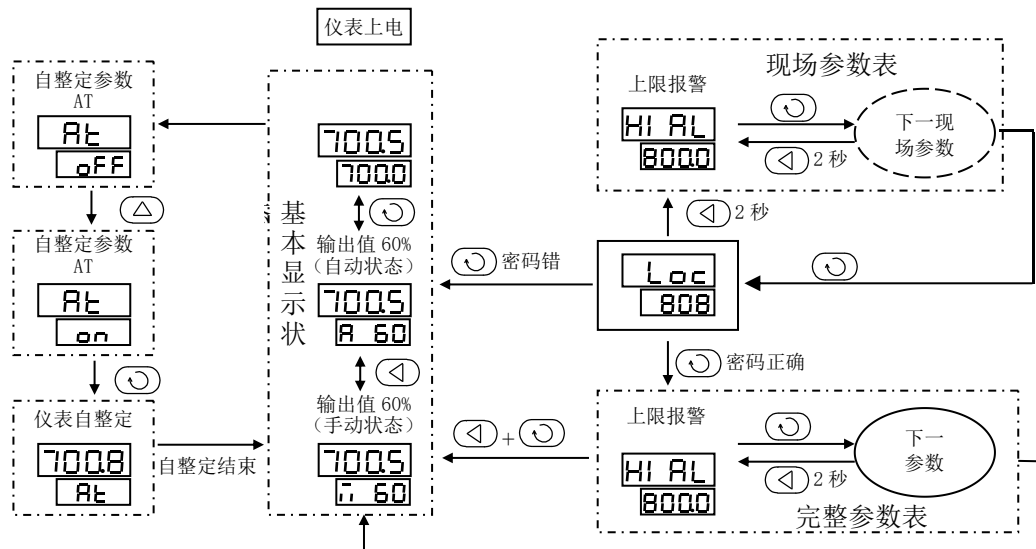 仪表上电
自整定参数
AT
At
oFF
自整定参数
AT
At
on
仪表自整定
700.8
At
自整定结束
基本显示状
700.5
700.0
输出值 60%
（自动状态）
700.5
A 60
输出值 60%
（手动状态）
700.5
60
密码错
+
现场参数表
上限报警
HI AL
800.0
2 秒
下一现
场参数
2 秒
Loc
808
密码正确
上限报警
HI AL
800.0
2 秒
下一
参数
完整参数表